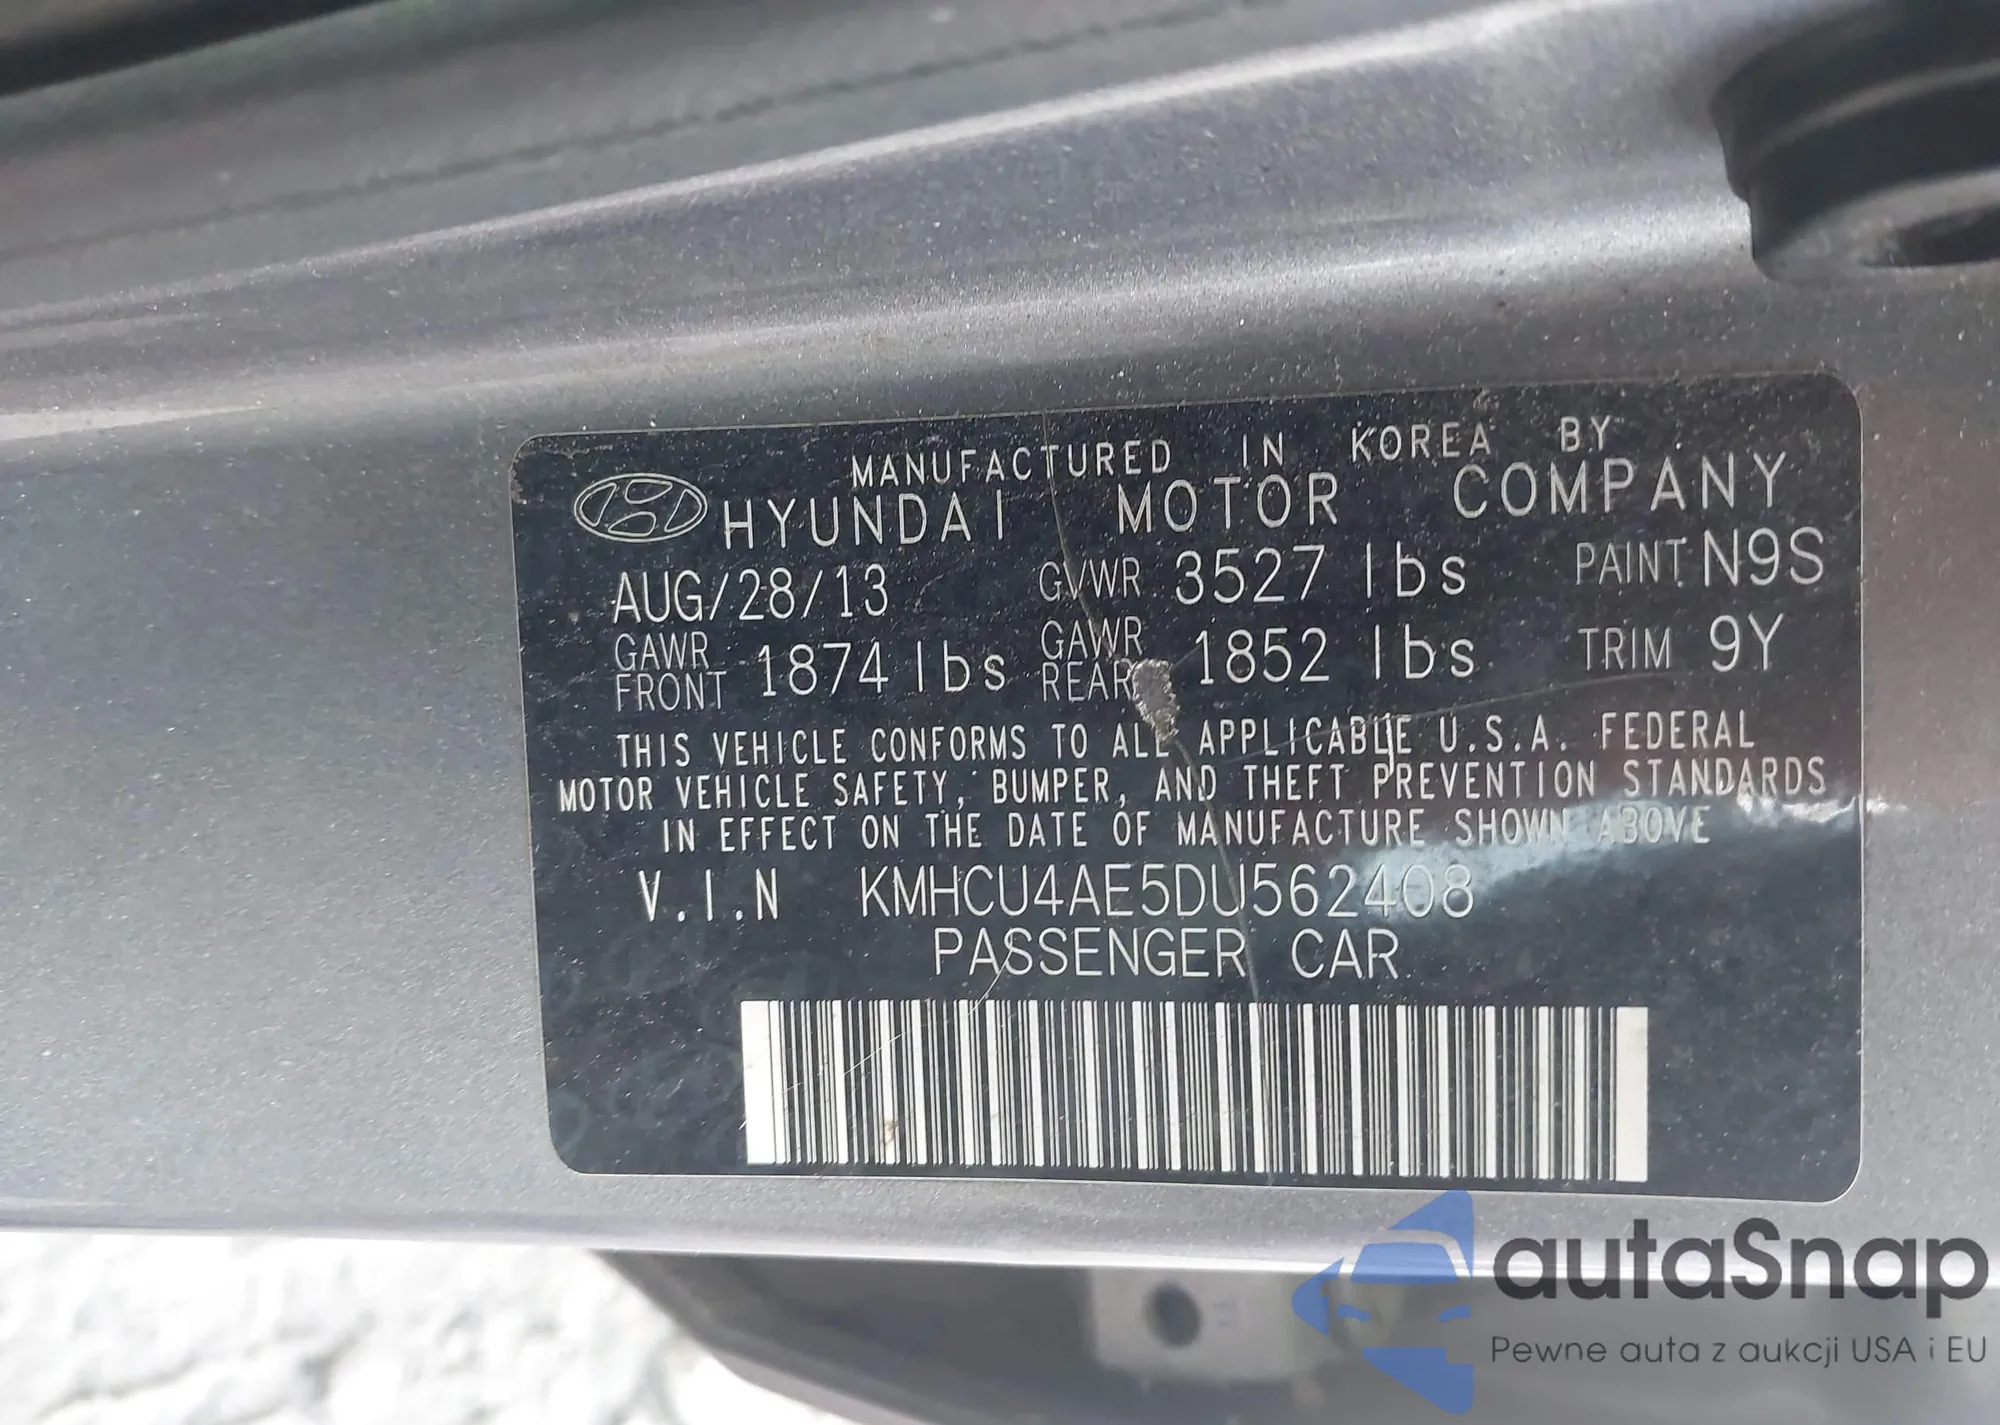 MANUFACTURED IN KOREA BY
HYUNDAI MOTOR COMPANY
AUG/28/13 GVWR 3527 lbs PAINT N9S
GAWR FRONT 1874 lbs GAWR REAR 1852 lbs TRIM 9Y
THIS VEHICLE CONFORMS TO ALL APPLICABLE U.S.A. FEDERAL
MOTOR VEHICLE SAFETY, BUMPER, AND THEFT PREVENTION STANDARDS
IN EFFECT ON THE DATE OF MANUFACTURE SHOWN ABOVE
V.I.N KMHCU4AE5DU562408
PASSENGER CAR
autaSnap
Pewne auta z aukcji USA i EU